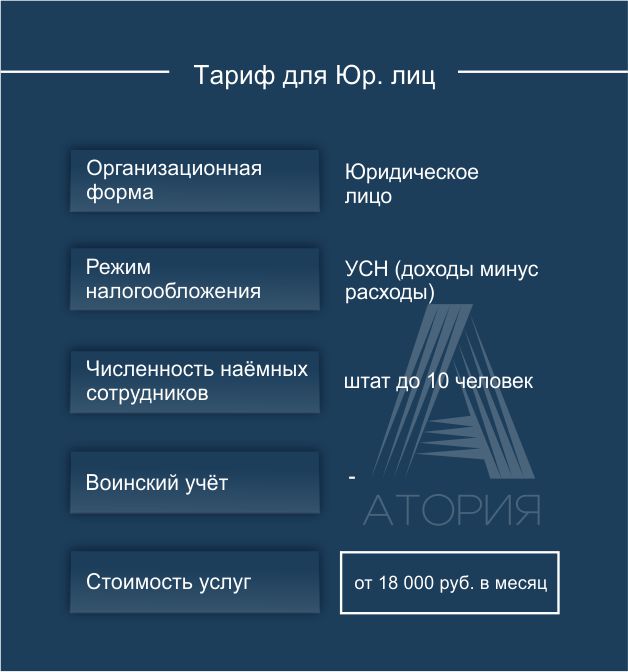 Тариф для Юр. лиц
Организационная
форма
Юридическое
лицо
Режим
налогообложения
УСН (доходы минус
расходы)
Численность наёмных
сотрудников
штат до 10 человек
Воинский учёт
-
АТОРИЯ
Стоимость услуг
от 18 000 руб. в месяц